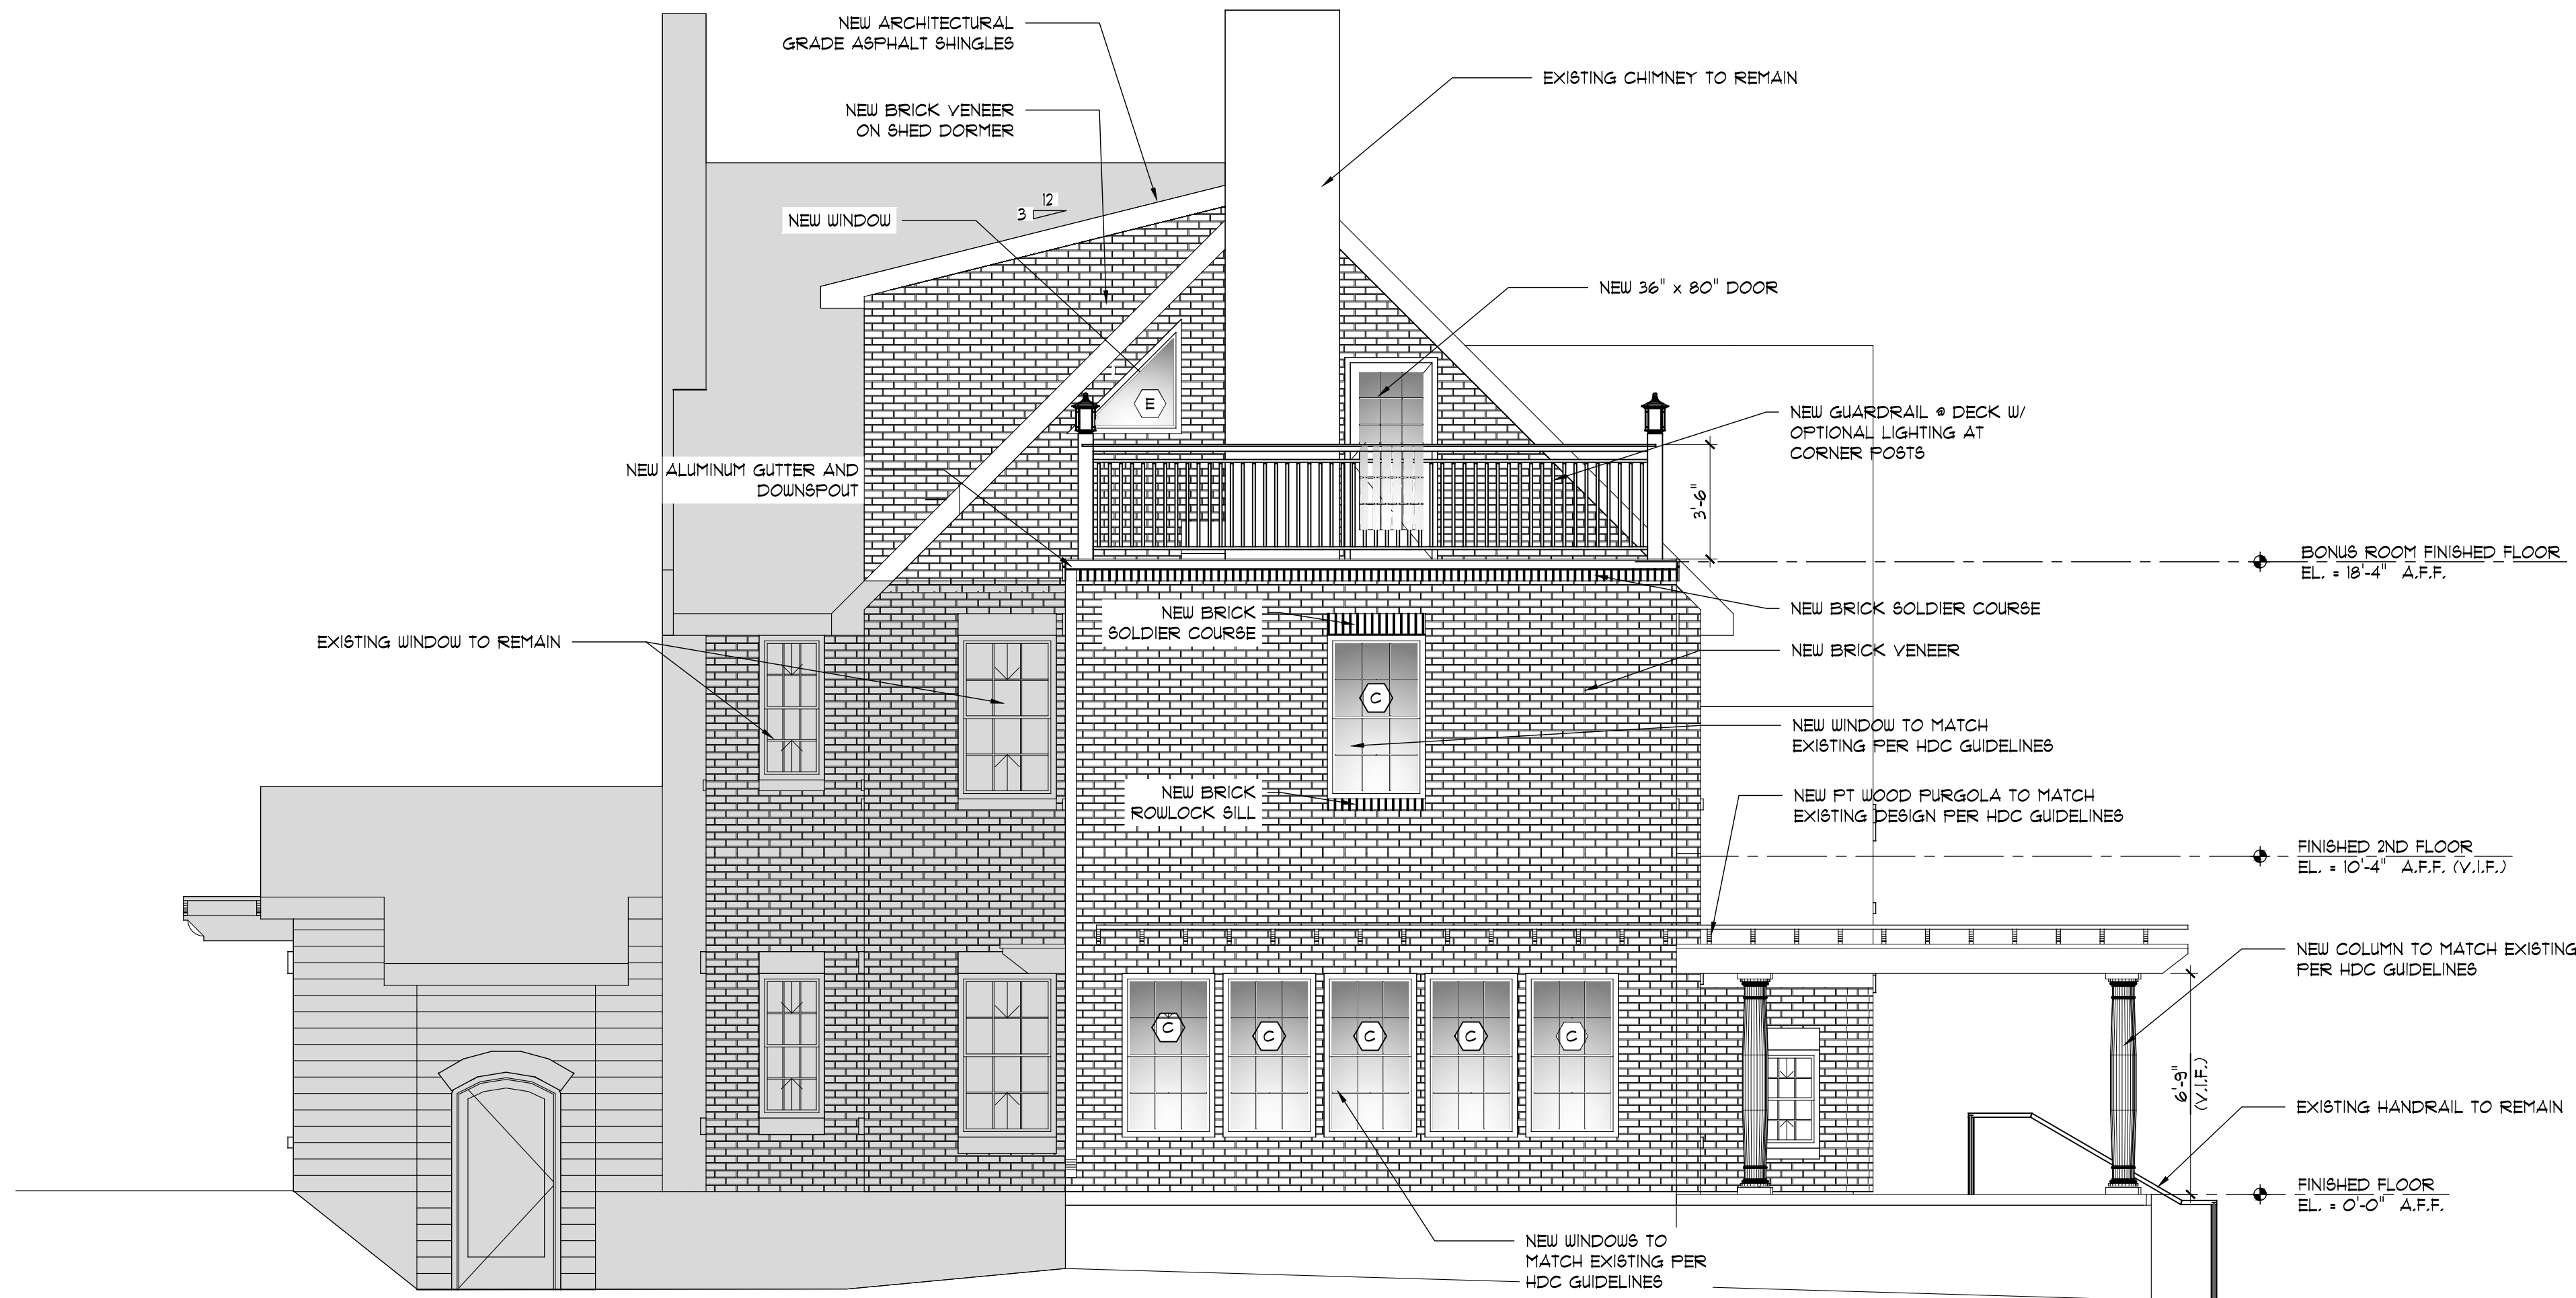 NEW ARCHITECTURAL
GRADE ASPHALT SHINGLES
EXISTING CHIMNEY TO REMAIN
NEW BRICK VENEER
ON SHED DORMER
12
3
NEW WINDOW
NEW 36" x 80" DOOR
E
NEW GUARDRAIL @ DECK W/
OPTIONAL LIGHTING AT
CORNER POSTS
NEW ALUMINUM GUTTER AND
DOWNSPOUT
3'-6"
BONUS ROOM FINISHED FLOOR
EL. = 18'-4" A.F.F.
NEW BRICK
SOLDIER COURSE
NEW BRICK SOLDIER COURSE
EXISTING WINDOW TO REMAIN
NEW BRICK VENEER
C
NEW WINDOW TO MATCH
EXISTING PER HDC GUIDELINES
NEW BRICK
ROWLOCK SILL
NEW PT WOOD PURGOLA TO MATCH
EXISTING DESIGN PER HDC GUIDELINES
FINISHED 2ND FLOOR
EL. = 10'-4" A.F.F. (V.I.F.)
NEW COLUMN TO MATCH EXISTING
PER HDC GUIDELINES
C
C
C
C
C
6'-9"
(V.I.F.)
EXISTING HANDRAIL TO REMAIN
FINISHED FLOOR
EL. = 0'-0" A.F.F.
NEW WINDOWS TO
MATCH EXISTING PER
HDC GUIDELINES